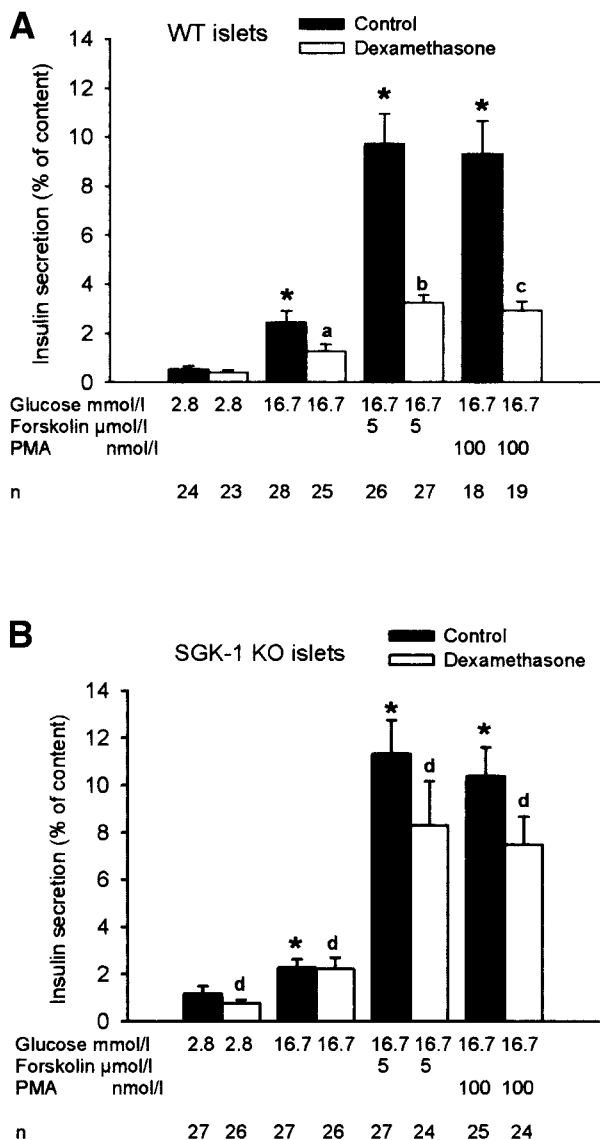 A
WT islets
Control
Dexamethasone
Insulin secretion (% of content)
14
12
10
8
6
4
2
0
*
a
*
b
*
c
Glucose mmol/l 2.8 2.8 16.7 16.7 16.7 16.7 16.7 16.7
Forskolin µmol/l 5 5
PMA nmol/l 100 100
n 24 23 28 25 26 27 18 19
B
SGK-1 KO islets
Control
Dexamethasone
Insulin secretion (% of content)
14
12
10
8
6
4
2
0
d
*
d
*
d
*
d
Glucose mmol/l 2.8 2.8 16.7 16.7 16.7 16.7 16.7 16.7
Forskolin µmol/l 5 5
PMA nmol/l 100 100
n 27 26 27 26 27 24 25 24